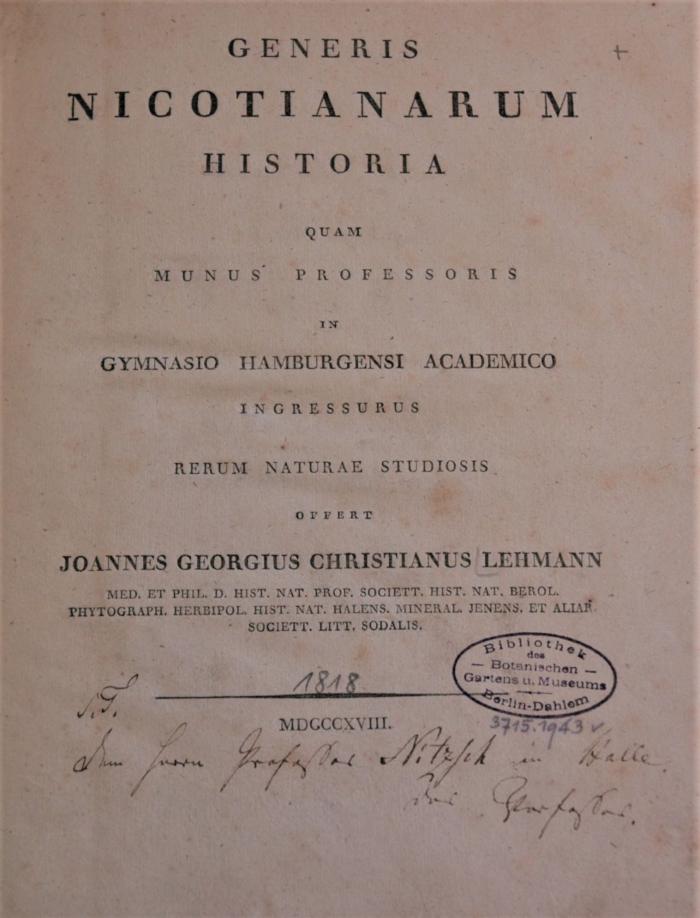 GENERIS
NICOTIANARUM
HISTORIA
QUAM
MUNUS PROFESSORIS
IN
GYMNASIO HAMBURGENSI ACADEMICO
INGRESSURUS
RERUM NATURAE STUDIOSIS
OFFERT
JOANNES GEORGIUS CHRISTIANUS LEHMANN
MED. ET PHIL. D. HIST. NAT. PROF. SOCIETT. HIST. NAT. BEROL.
PHYTOGRAPH. HERBIPOL. HIST. NAT. HALENS. MINERAL. JENENS. ET ALIAR.
SOCIETT. LITT. SODALIS.
Bibliothek
des
— Botanischen —
Gartens u. Museums
Berlin-Dahlem
1818
MDCCCXVIII.
3715.1943
S.T.
Dem Herrn Professor Nitzsch in Halle.
Der Verfasser.